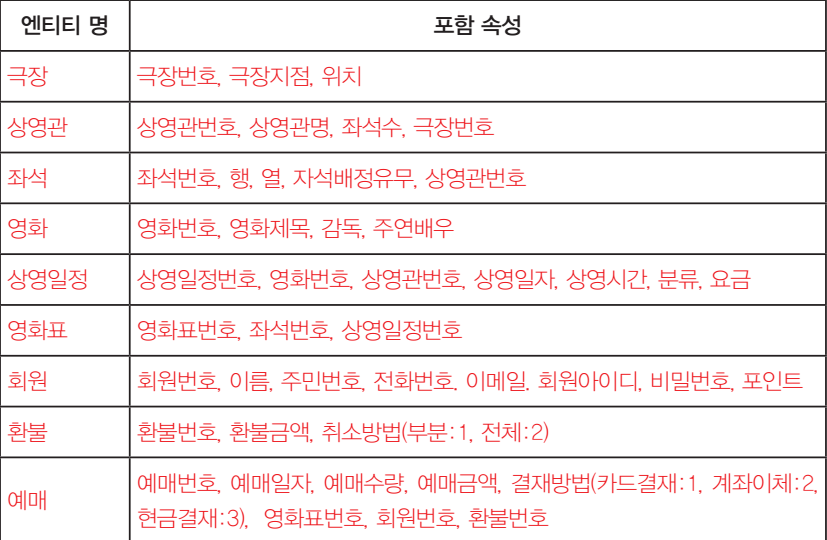 엔티티 명 포함 속성
극장 극장번호, 극장지점, 위치
상영관 상영관번호, 상영관명, 좌석수, 극장번호
좌석 좌석번호, 행, 열, 자석배정유무, 상영관번호
영화 영화번호, 영화제목, 감독, 주연배우
상영일정 상영일정번호, 영화번호, 상영관번호, 상영일자, 상영시간, 분류, 요금
영화표 영화표번호, 좌석번호, 상영일정번호
회원 회원번호, 이름, 주민번호, 전화번호. 이메일. 회원아이디, 비밀번호, 포인트
환불 환불번호, 환불금액, 취소방법(부분:1, 전체:2)
예매 예매번호, 예매일자, 예매수량, 예매금액, 결재방법(카드결재:1, 계좌이체:2,
현금결재:3), 영화표번호, 회원번호, 환불번호